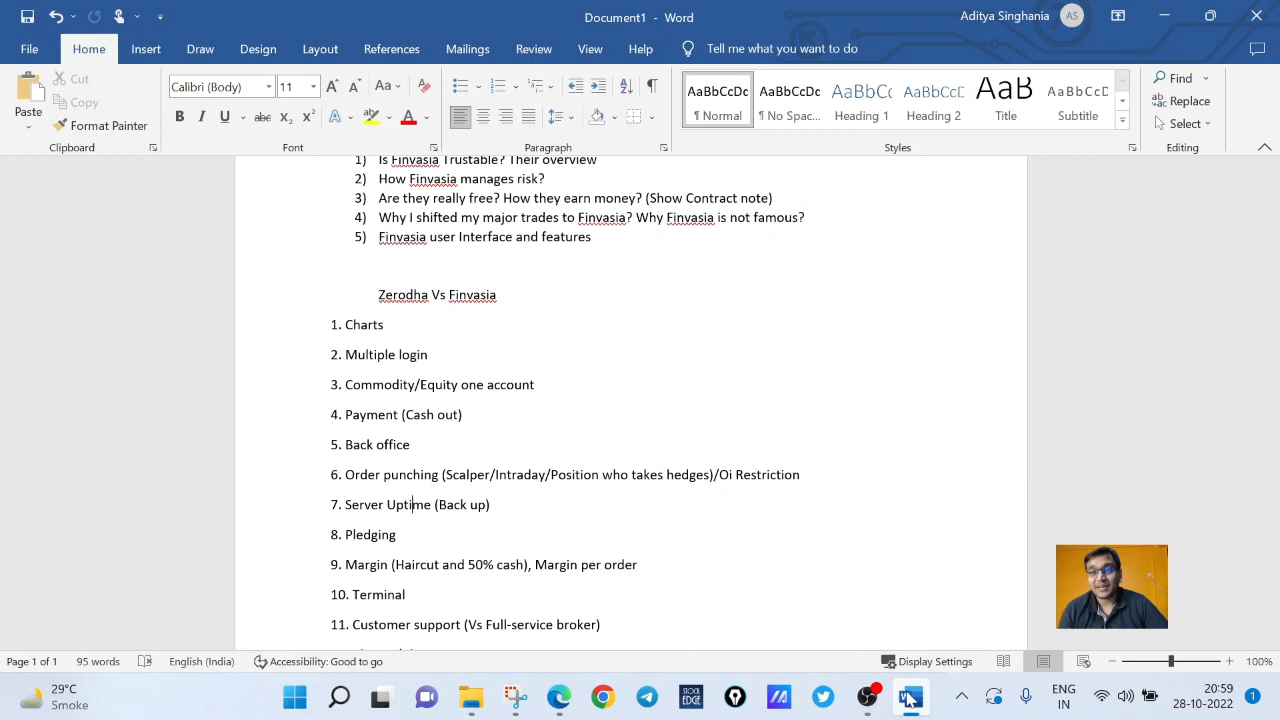 Document1 - Word
Aditya Singhania AS
File Home Insert Draw Design Layout References Mailings Review View Help Tell me what you want to do
Paste
Cut
Copy
Format Painter
Clipboard
Calibri (Body) 11
Font
Paragraph
AaBbCcDc AaBbCcDc AaBbCc AaBbCcD AaB AaBbCcD
¶ Normal ¶ No Spac... Heading 1 Heading 2 Title Subtitle
Styles
Find
Replace
Select
Editing
1) Is Finvasia Trustable? Their overview
2) How Finvasia manages risk?
3) Are they really free? How they earn money? (Show Contract note)
4) Why I shifted my major trades to Finvasia? Why Finvasia is not famous?
5) Finvasia user Interface and features
Zerodha Vs Finvasia
1. Charts
2. Multiple login
3. Commodity/Equity one account
4. Payment (Cash out)
5. Back office
6. Order punching (Scalper/Intraday/Position who takes hedges)/Oi Restriction
7. Server Uptime (Back up)
8. Pledging
9. Margin (Haircut and 50% cash), Margin per order
10. Terminal
11. Customer support (Vs Full-service broker)
Page 1 of 1 95 words English (India) Accessibility: Good to go Display Settings 100%
29°C
Smoke
STOCK EDGE
ENG
IN
20:59
28-10-2022
1